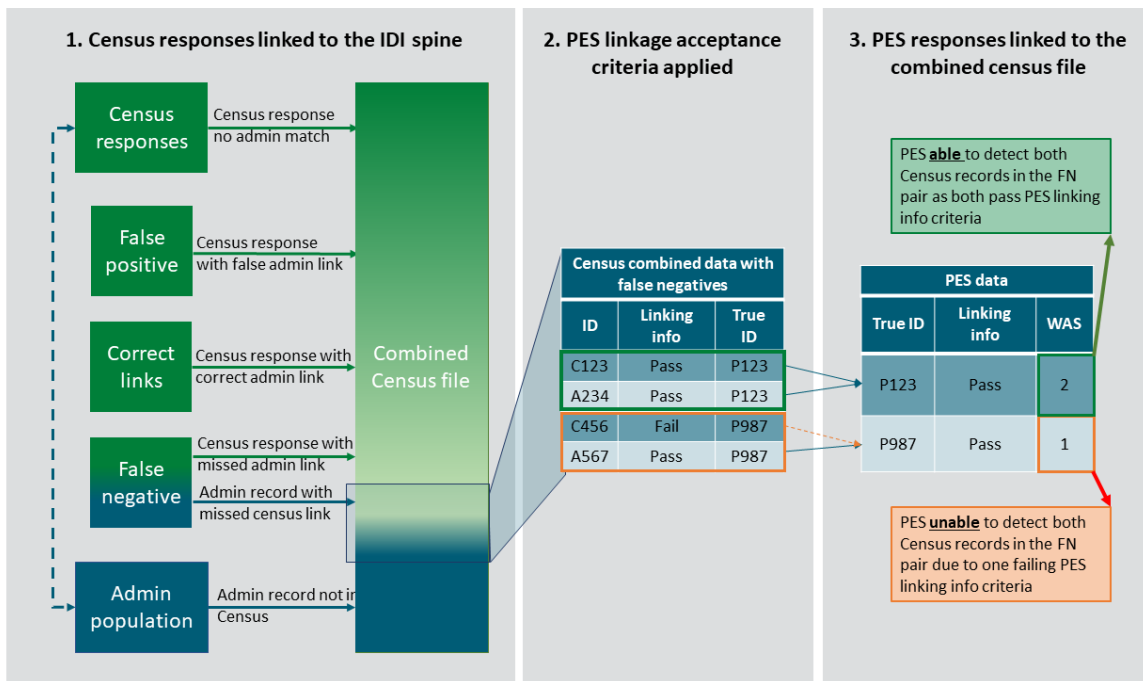 1. Census responses linked to the IDI spine
Census
responses
Census response
no admin match
False
positive
Census response
with false admin link
Correct
links
Census response with
correct admin link
False
negative
Census response with
missed admin link
Admin record with
missed census link
Admin
population
Admin record not in
Census
Combined
Census file
2. PES linkage acceptance
criteria applied
Census combined data with
false negatives
ID Linking info True ID
C123 Pass P123
A234 Pass P123
C456 Fail P987
A567 Pass P987
3. PES responses linked to the
combined census file
PES able to detect both
Census records in the FN
pair as both pass PES linking
info criteria
PES data
True ID Linking info WAS
P123 Pass 2
P987 Pass 1
PES unable to detect both
Census records in the FN
pair due to one failing PES
linking info criteria